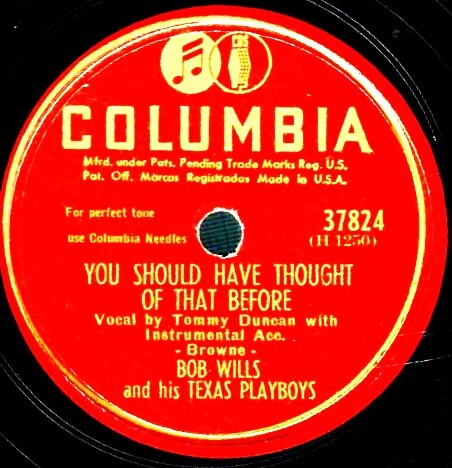 CBS
COLUMBIA
Mfrd. under Pats. Pending Trade Marks Reg. U.S.
Pat. Off. Marcas Registradas Made in U.S.A.
For perfect tone
use Columbia Needles
37824
(H 1250)
YOU SHOULD HAVE THOUGHT
OF THAT BEFORE
Vocal by Tommy Duncan with
Instrumental Acc.
- Browne -
BOB WILLS
and his TEXAS PLAYBOYS